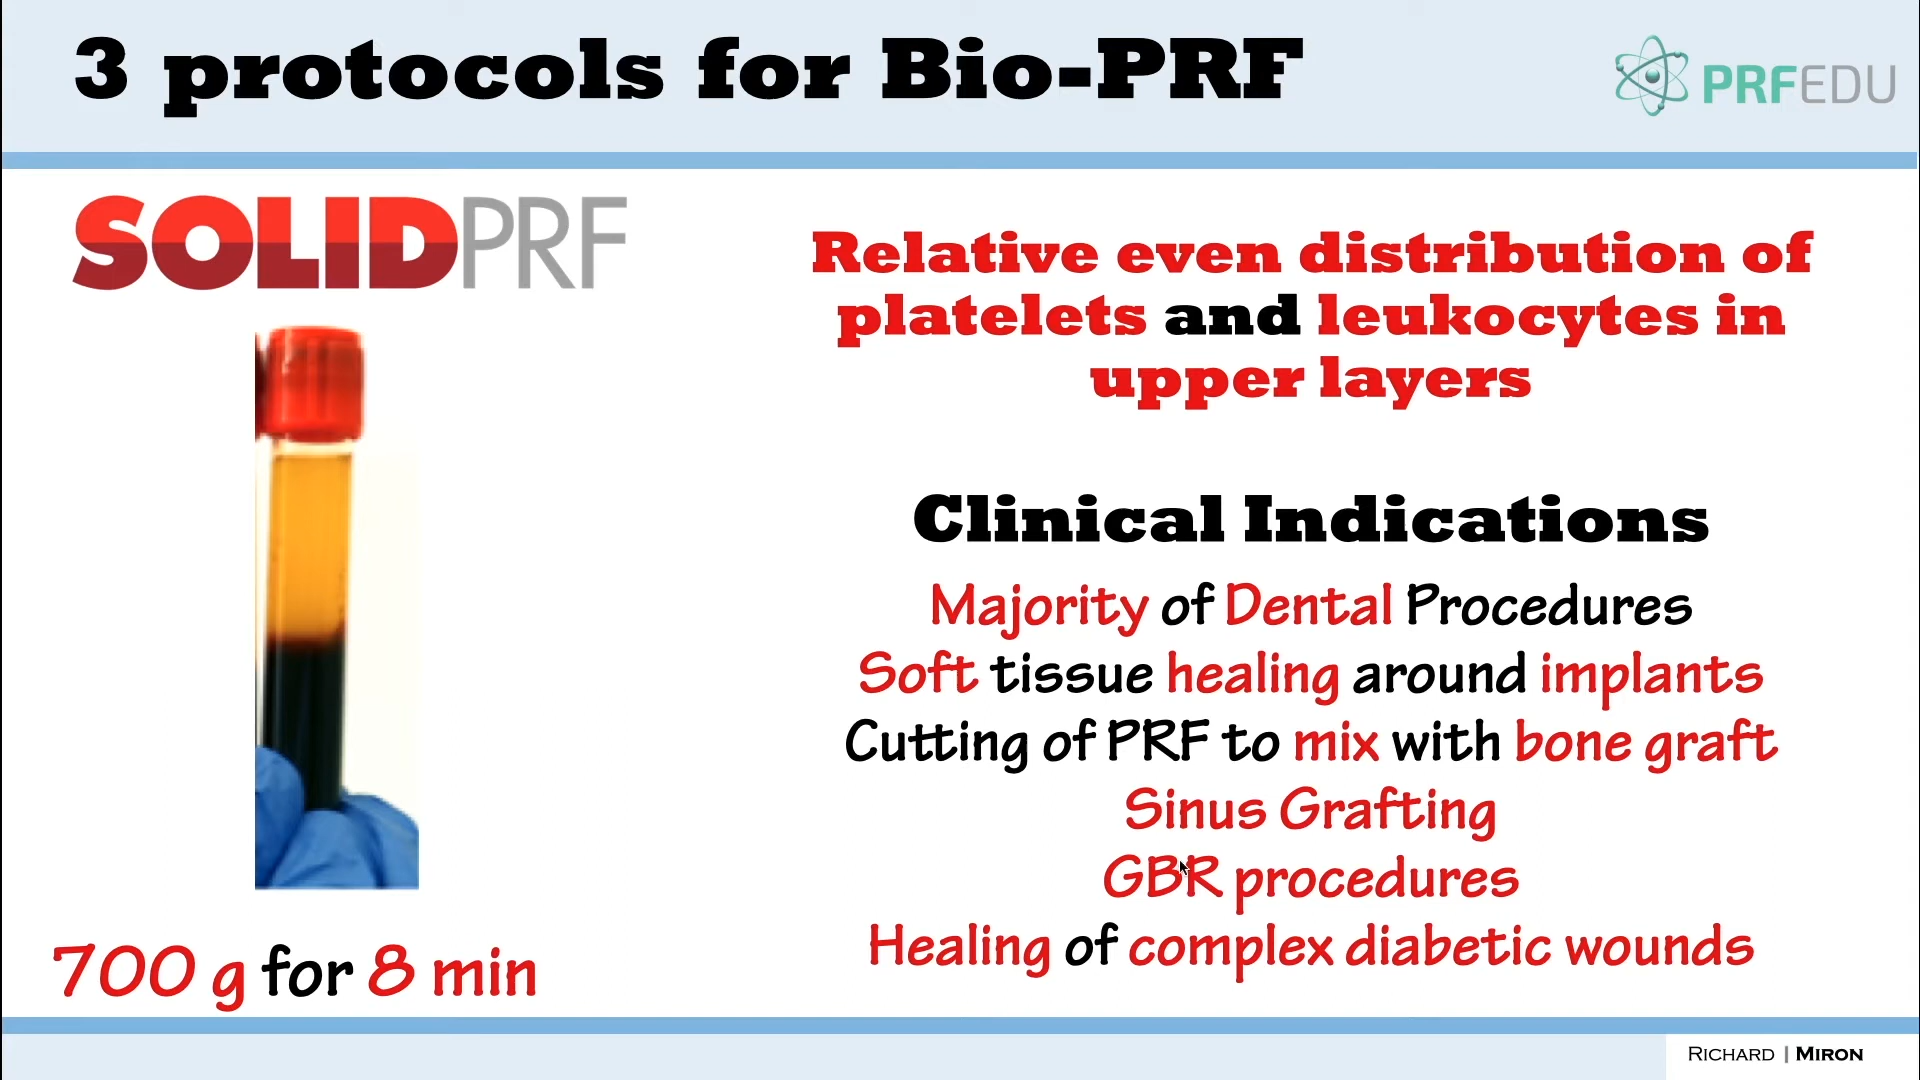 3 protocols for Bio-PRF
PRFEDU
SOLIDPRF
Relative even distribution of
platelets and leukocytes in
upper layers
Clinical Indications
Majority of Dental Procedures
Soft tissue healing around implants
Cutting of PRF to mix with bone graft
Sinus Grafting
GBR procedures
Healing of complex diabetic wounds
700 g for 8 min
RICHARD | MIRON